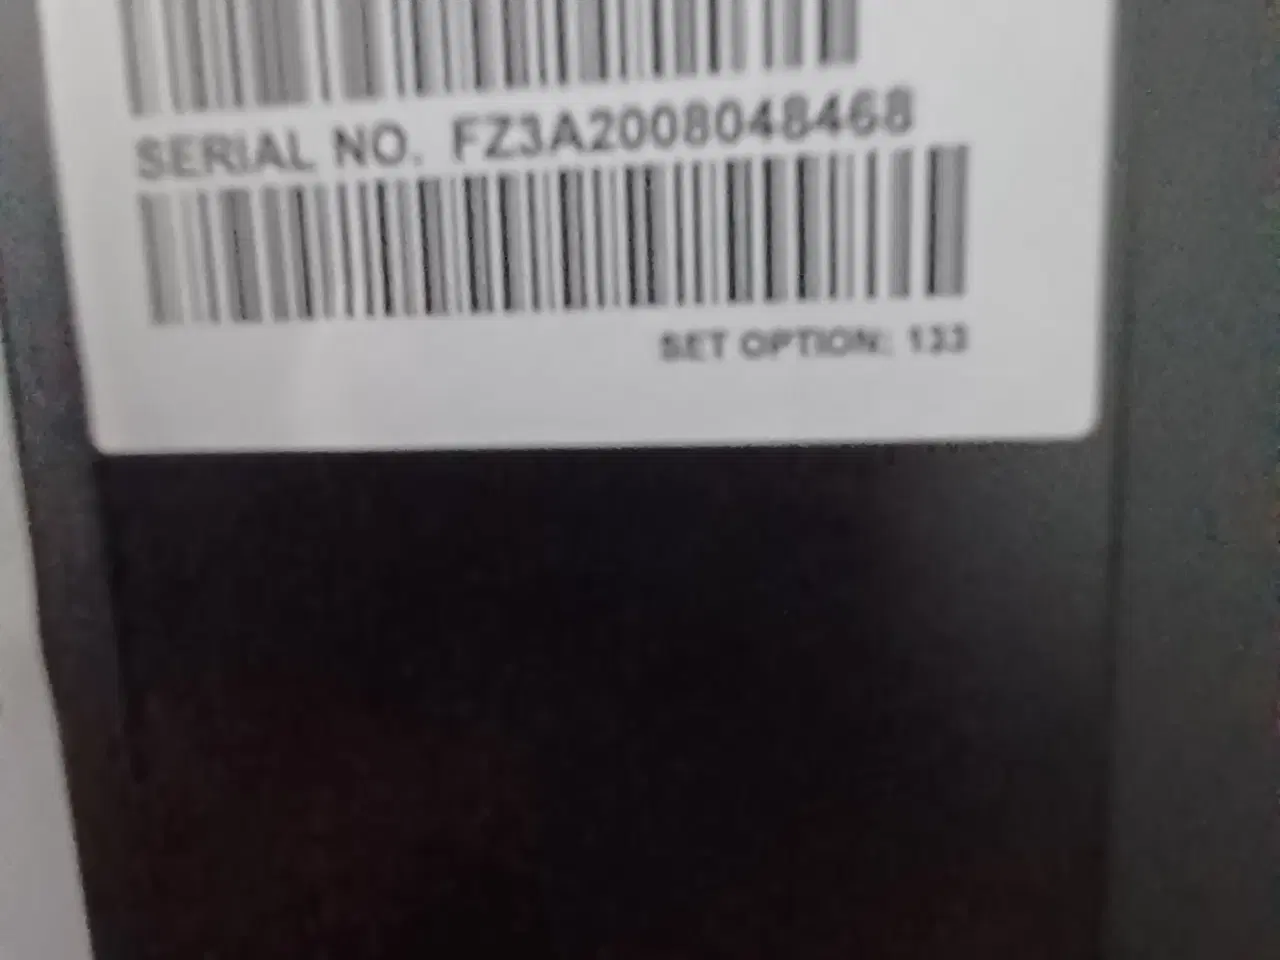 SERIAL NO. FZ3A2008048468
SET OPTION: 133